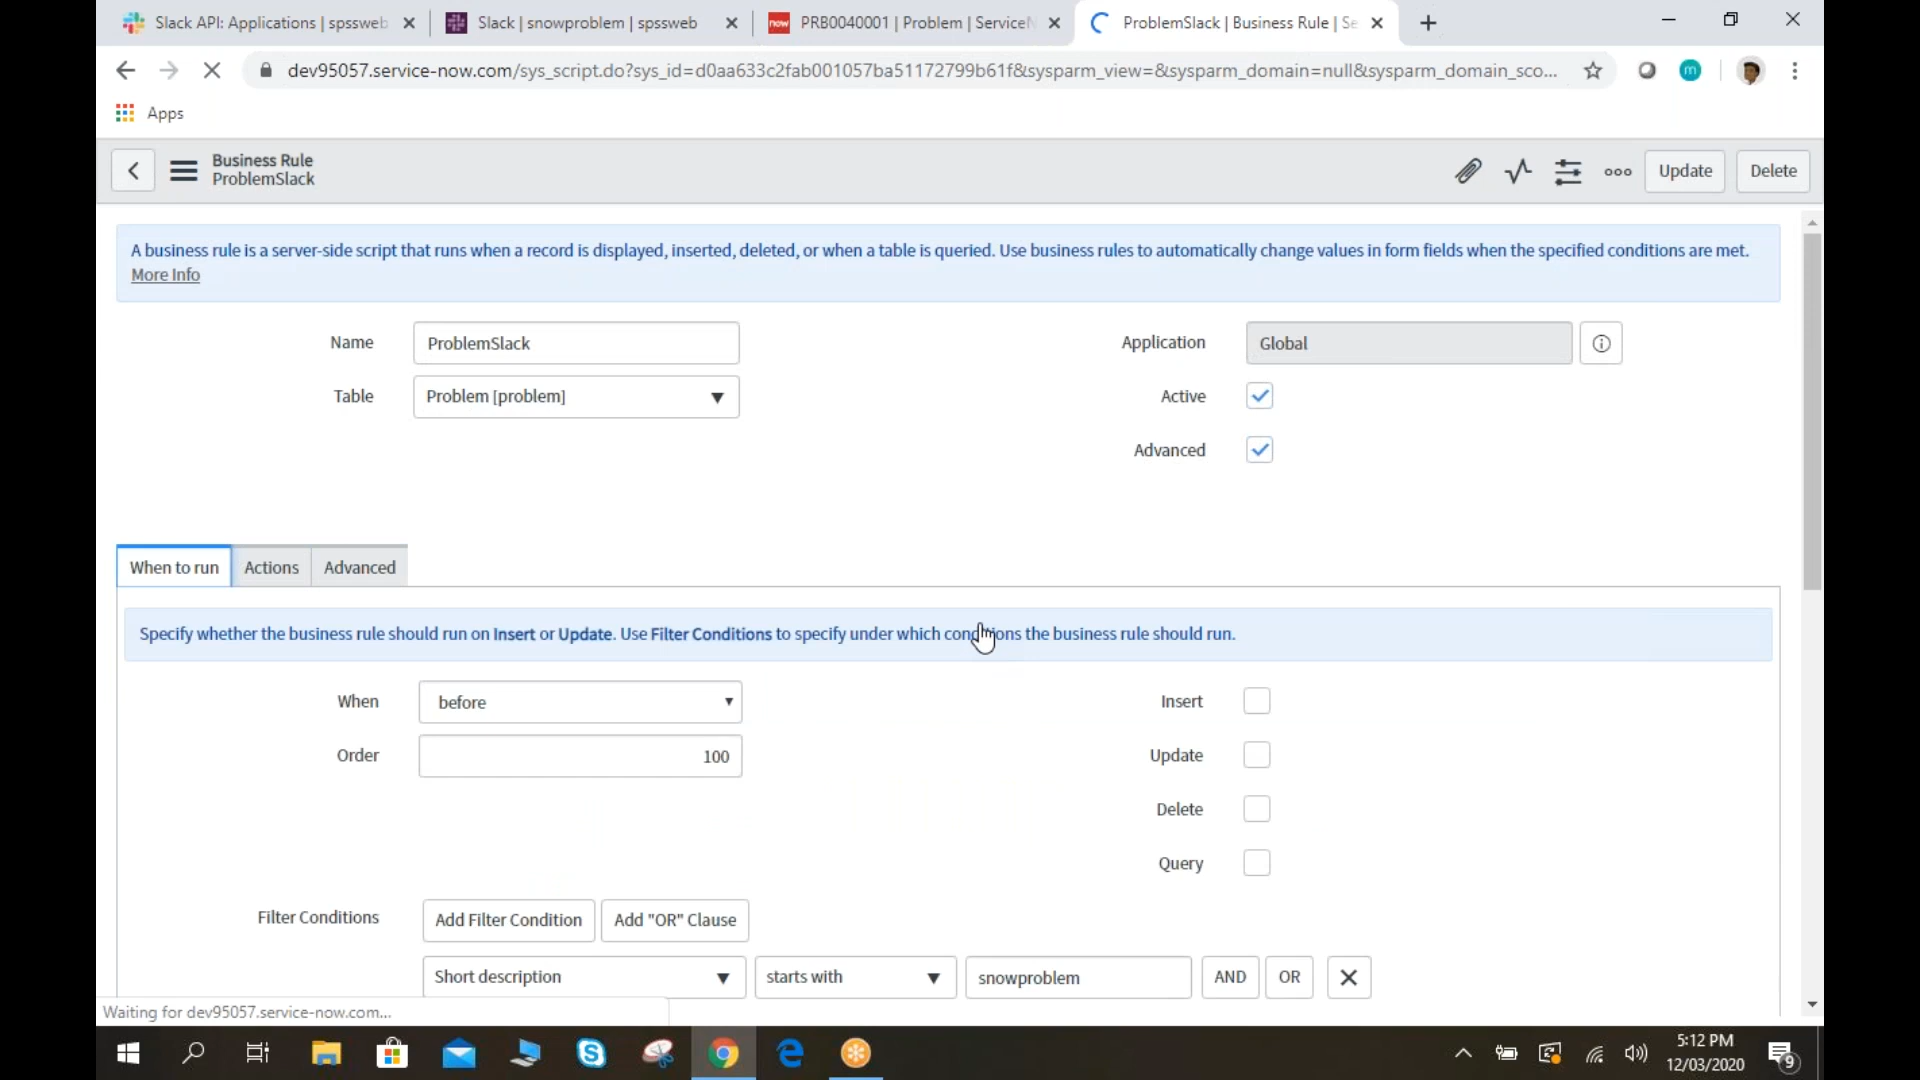 Slack API: Applications | spssweb
Slack | snowproblem | spssweb
now
PRB0040001 | Problem | ServiceN
ProblemSlack | Business Rule | Se
dev95057.service-now.com/sys_script.do?sys_id=d0aa633c2fab001057ba51172799b61f&sysparm_view=&sysparm_domain=null&sysparm_domain_sco...
m
Apps
Business Rule
ProblemSlack
Update
Delete
A business rule is a server-side script that runs when a record is displayed, inserted, deleted, or when a table is queried. Use business rules to automatically change values in form fields when the specified conditions are met.
More Info
Name
ProblemSlack
Application
Global
Table
Problem [problem]
Active
Advanced
When to run
Actions
Advanced
Specify whether the business rule should run on Insert or Update. Use Filter Conditions to specify under which conditions the business rule should run.
When
before
Insert
Order
100
Update
Delete
Query
Filter Conditions
Add Filter Condition
Add "OR" Clause
Short description
starts with
snowproblem
AND
OR
Waiting for dev95057.service-now.com...
5:12 PM
12/03/2020
9